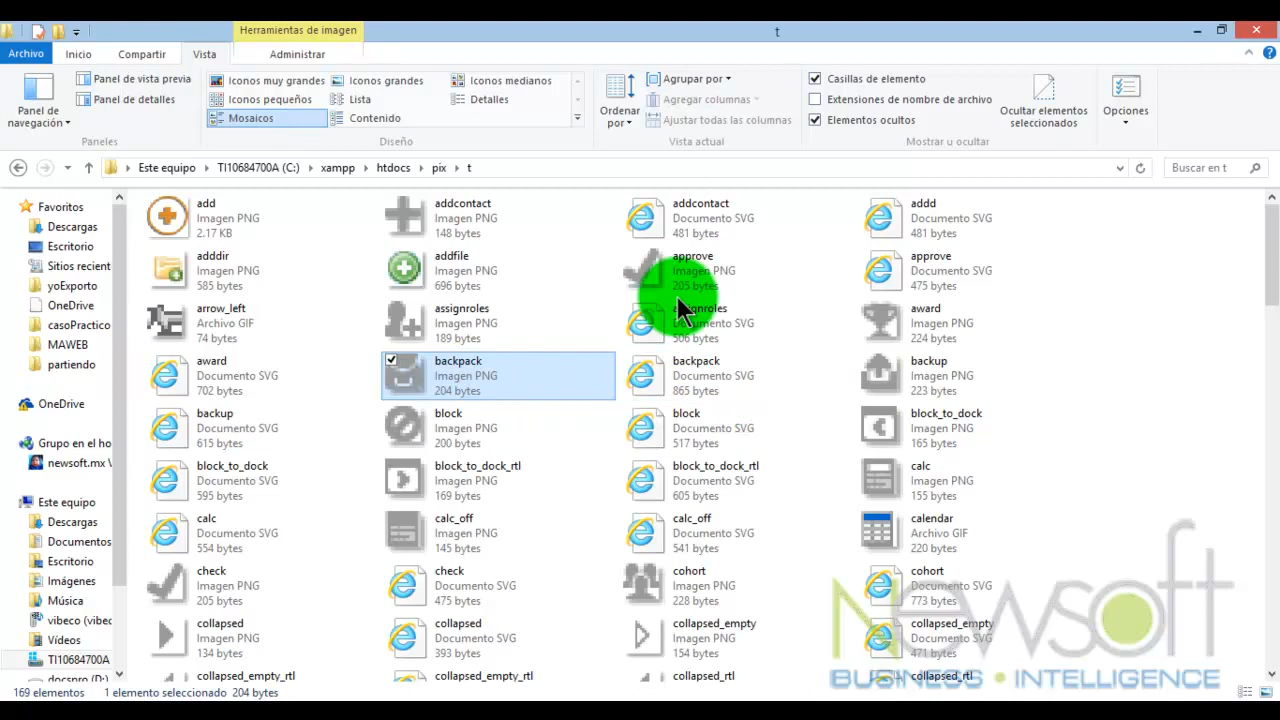 Herramientas de imagen
t
Archivo
Inicio
Compartir
Vista
Administrar
Panel de navegación
Panel de vista previa
Panel de detalles
Paneles
Iconos muy grandes
Iconos grandes
Iconos medianos
Iconos pequeños
Lista
Detalles
Mosaicos
Contenido
Diseño
Ordenar por
Agrupar por
Agregar columnas
Ajustar todas las columnas
Vista actual
Casillas de elemento
Extensiones de nombre de archivo
Elementos ocultos
Ocultar elementos seleccionados
Mostrar u ocultar
Opciones
Este equipo
TI10684700A (C:)
xampp
htdocs
pix
t
Buscar en t
Favoritos
Descargas
Escritorio
Sitios recient
yoExporto
OneDrive
casoPractico
MAWEB
partiendo
OneDrive
Grupo en el ho
newsoft.mx
Este equipo
Descargas
Documentos
Escritorio
Imágenes
Música
vibeco (vibec
Vídeos
TI10684700A
docspro (D:)
add
Imagen PNG
2.17 KB
addcontact
Imagen PNG
148 bytes
addcontact
Documento SVG
481 bytes
addd
Documento SVG
481 bytes
adddir
Imagen PNG
585 bytes
addfile
Imagen PNG
696 bytes
approve
Imagen PNG
205 bytes
approve
Documento SVG
475 bytes
arrow_left
Archivo GIF
74 bytes
assignroles
Imagen PNG
189 bytes
assignroles
Documento SVG
506 bytes
award
Imagen PNG
224 bytes
award
Documento SVG
702 bytes
backpack
Imagen PNG
204 bytes
backpack
Documento SVG
865 bytes
backup
Imagen PNG
223 bytes
backup
Documento SVG
615 bytes
block
Imagen PNG
200 bytes
block
Documento SVG
517 bytes
block_to_dock
Imagen PNG
165 bytes
block_to_dock
Documento SVG
595 bytes
block_to_dock_rtl
Imagen PNG
169 bytes
block_to_dock_rtl
Documento SVG
605 bytes
calc
Imagen PNG
155 bytes
calc
Documento SVG
554 bytes
calc_off
Imagen PNG
145 bytes
calc_off
Documento SVG
541 bytes
calendar
Archivo GIF
220 bytes
check
Imagen PNG
205 bytes
check
Documento SVG
475 bytes
cohort
Imagen PNG
228 bytes
cohort
Documento SVG
773 bytes
collapsed
Imagen PNG
134 bytes
collapsed
Documento SVG
393 bytes
collapsed_empty
Imagen PNG
154 bytes
collapsed_empty
Documento SVG
471 bytes
collapsed_empty_rtl
collapsed_empty_rtl
collapsed_rtl
collapsed_rtl
Newsoft
BUSINESS • INTELLIGENCE
169 elementos
1 elemento seleccionado 204 bytes